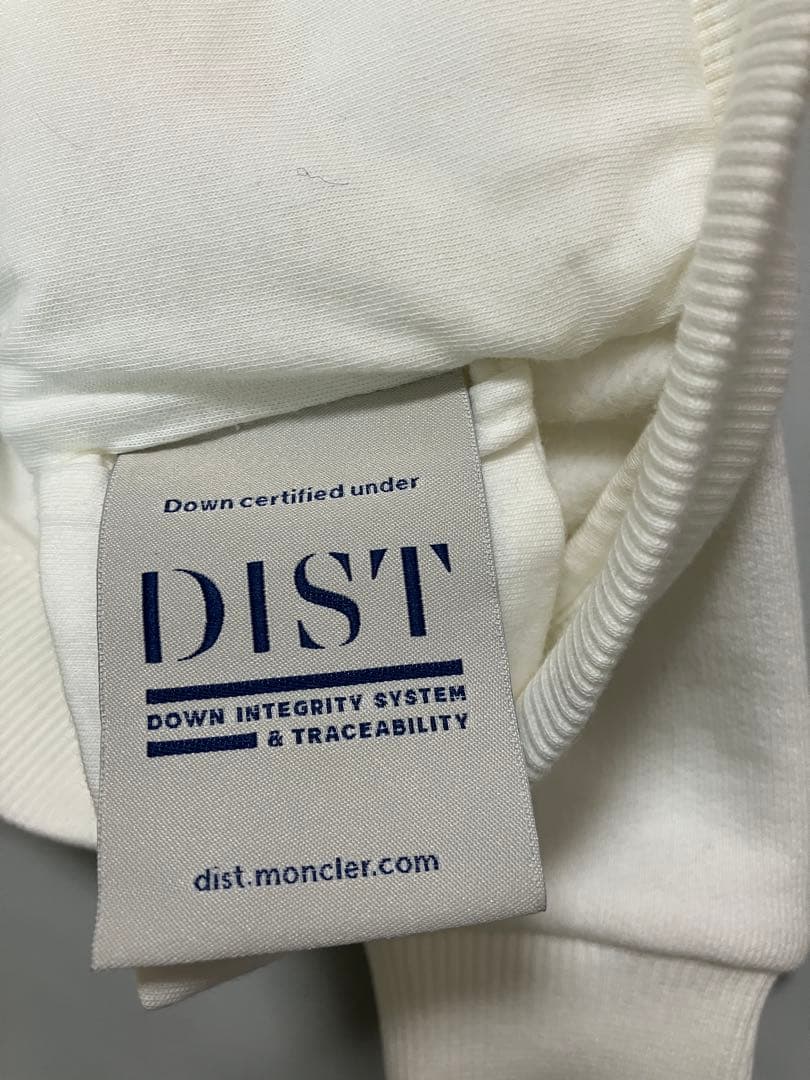 Down certified under
DIST
DOWN INTEGRITY SYSTEM
& TRACEABILITY
dist.moncler.com